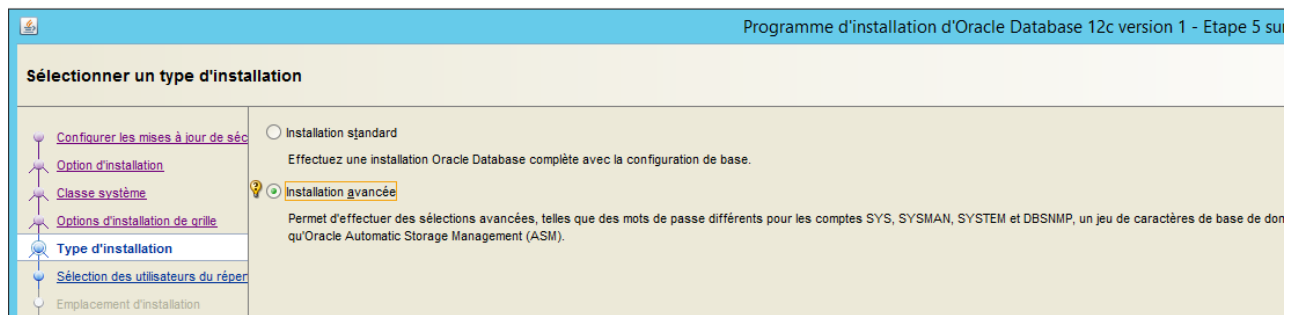 Programme d'installation d'Oracle Database 12c version 1 - Etape 5 sur
Sélectionner un type d'installation
Configurer les mises à jour de séc
Option d'installation
Classe système
Options d'installation de grille
Type d'installation
Sélection des utilisateurs du réper
Emplacement d'installation
Installation standard
Effectuez une installation Oracle Database complète avec la configuration de base.
Installation avancée
Permet d'effectuer des sélections avancées, telles que des mots de passe différents pour les comptes SYS, SYSMAN, SYSTEM et DBSNMP, un jeu de caractères de base de don
qu'Oracle Automatic Storage Management (ASM).